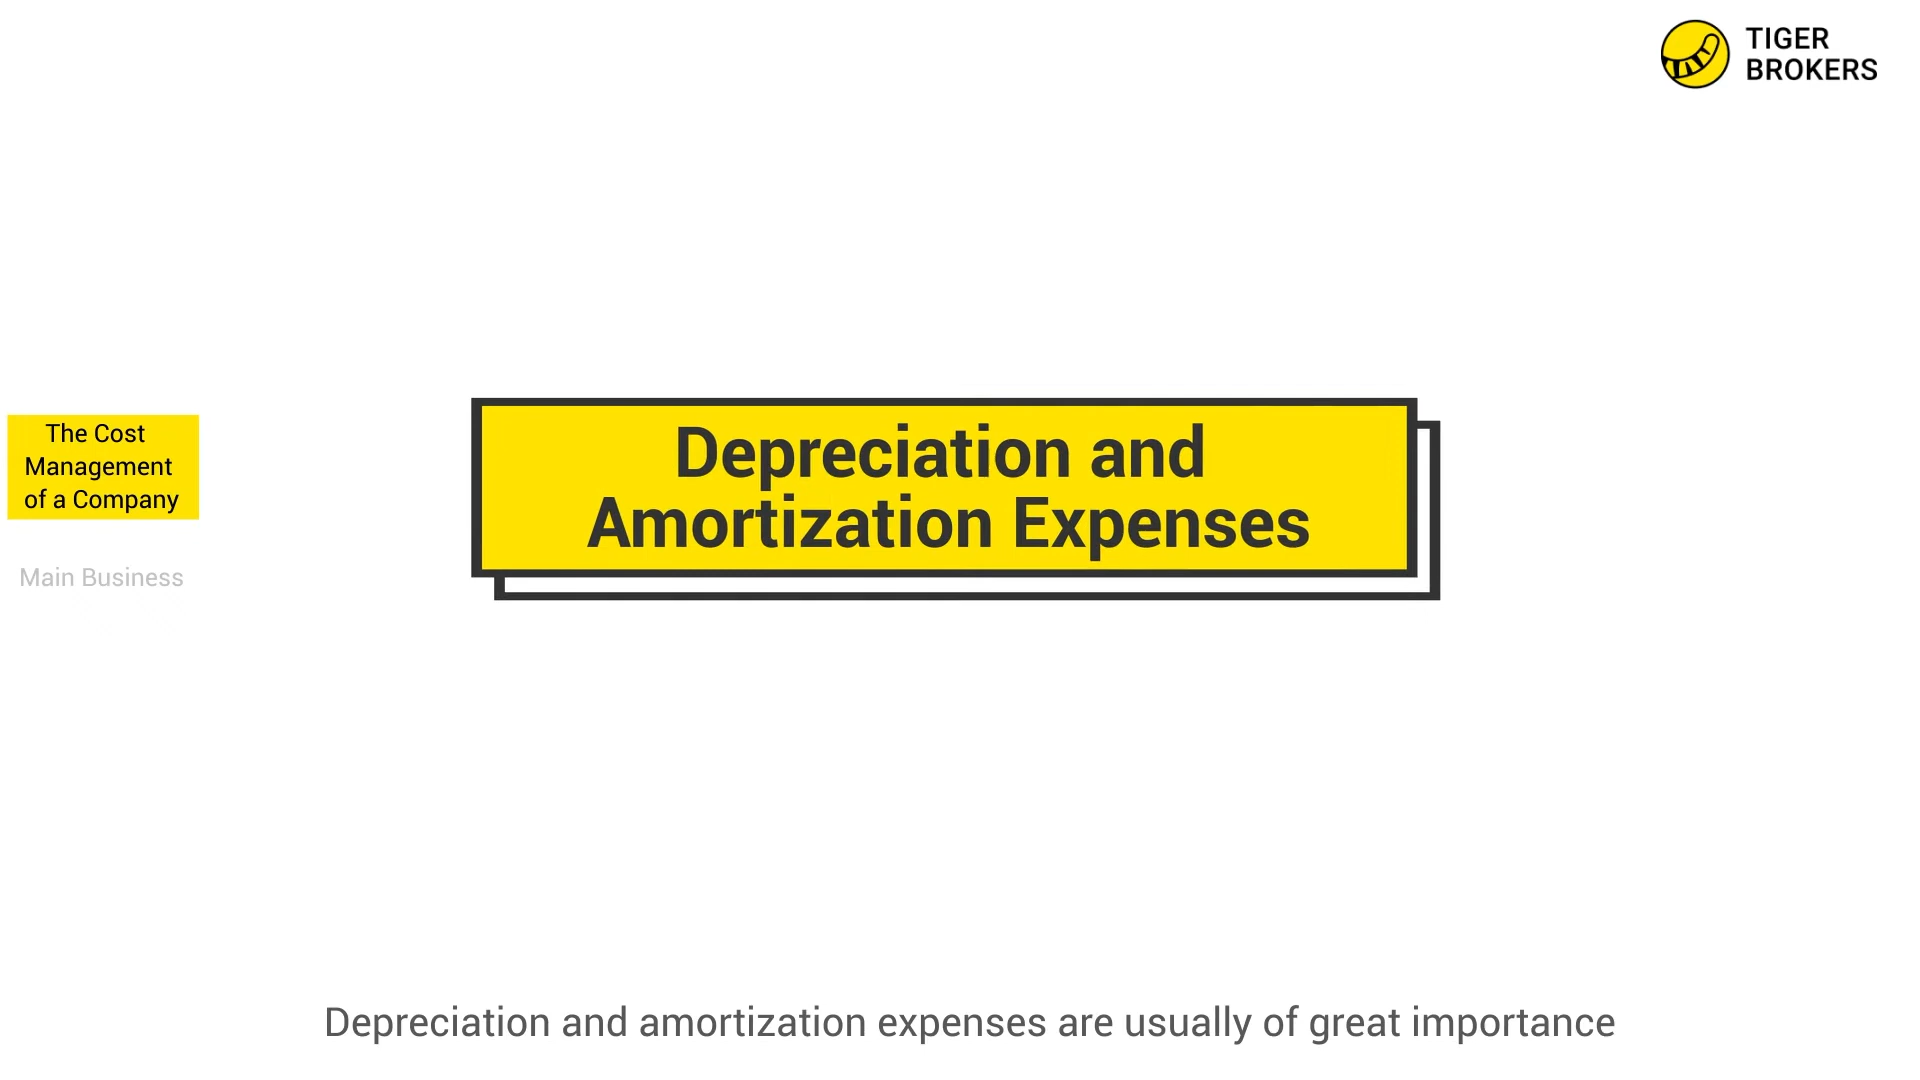 TIGER
BROKERS
The Cost
Management
of a Company
Main Business
Depreciation and
Amortization Expenses
Depreciation and amortization expenses are usually of great importance